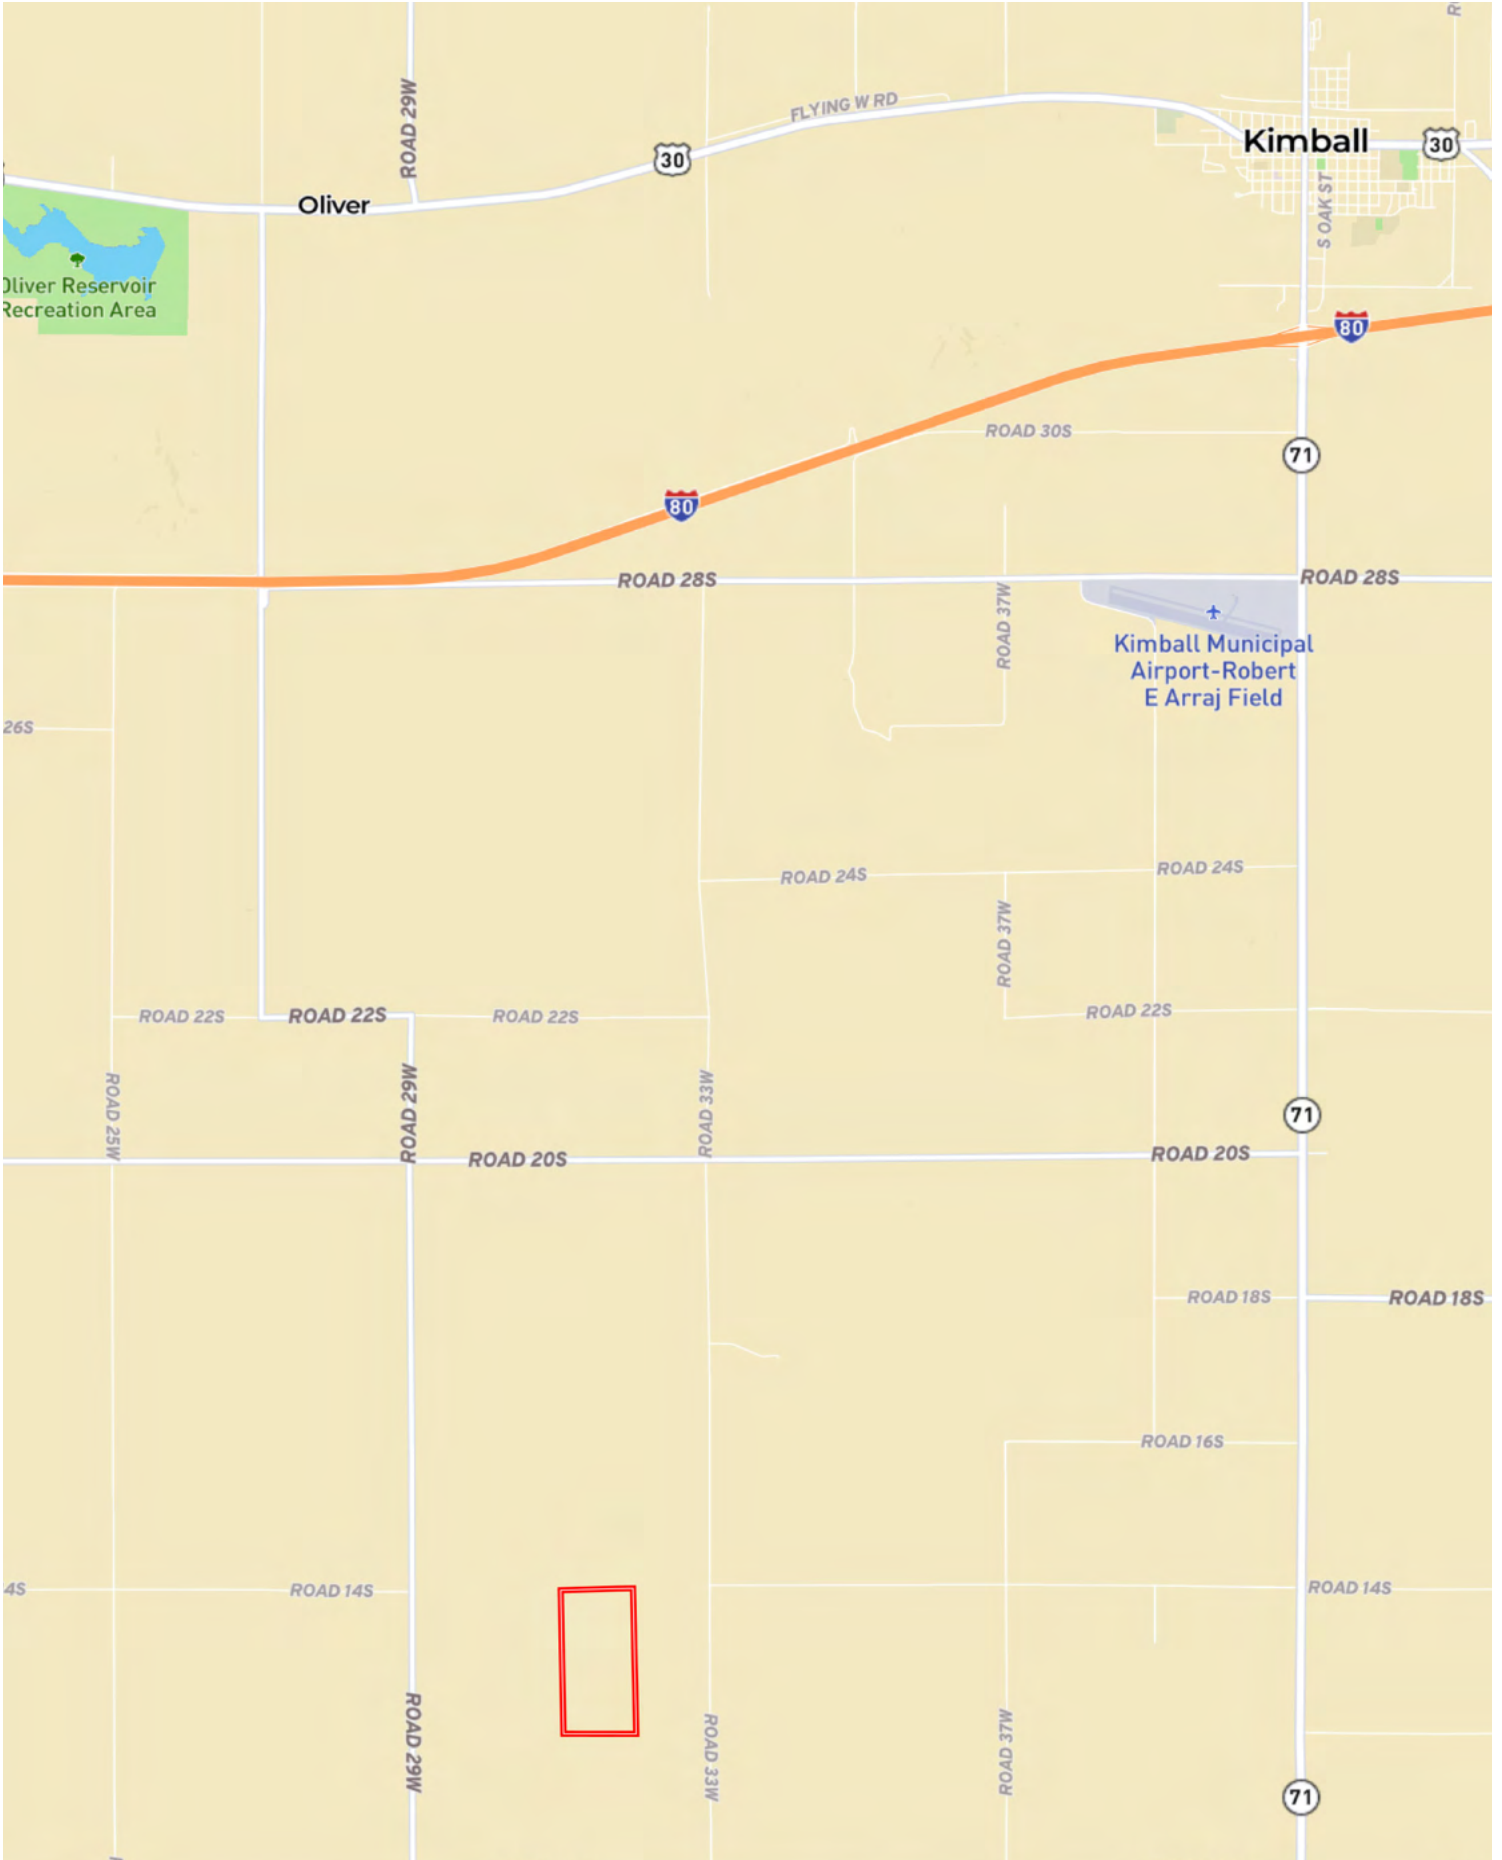 ROAD 29W
FLYING W RD
30
Kimball
30
Oliver
S OAK ST
Oliver Reservoir
Recreation Area
80
80
ROAD 30S
71
ROAD 28S
ROAD 28S
ROAD 37W
Kimball Municipal
Airport-Robert
E Arraj Field
26S
ROAD 24S
ROAD 24S
ROAD 37W
ROAD 22S
ROAD 22S
ROAD 22S
ROAD 22S
ROAD 25W
ROAD 29W
ROAD 33W
71
ROAD 20S
ROAD 20S
ROAD 18S
ROAD 18S
ROAD 16S
4S
ROAD 14S
ROAD 14S
ROAD 29W
ROAD 33W
ROAD 37W
71